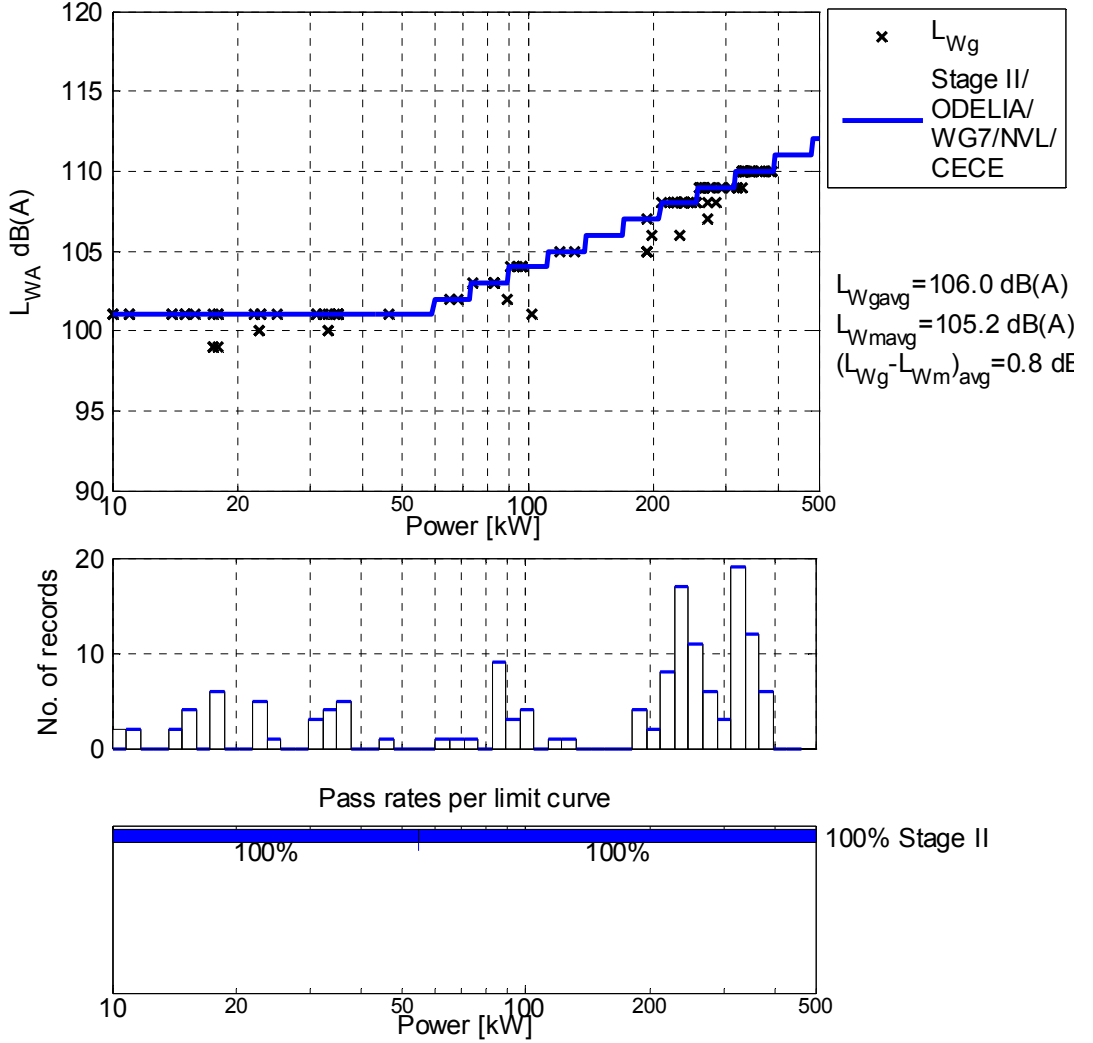 120
115
110
105
100
95
90
L_WA dB(A)
10
20
50
100
200
500
Power [kW]
L_Wg
Stage II/
ODELIA/
WG7/NVL/
CECE
L_Wgavg=106.0 dB(A)
L_Wmavg=105.2 dB(A)
(L_Wg-L_Wm)_avg=0.8 dB
20
10
0
No. of records
Pass rates per limit curve
100%
100%
100% Stage II
10
20
50
100
200
500
Power [kW]